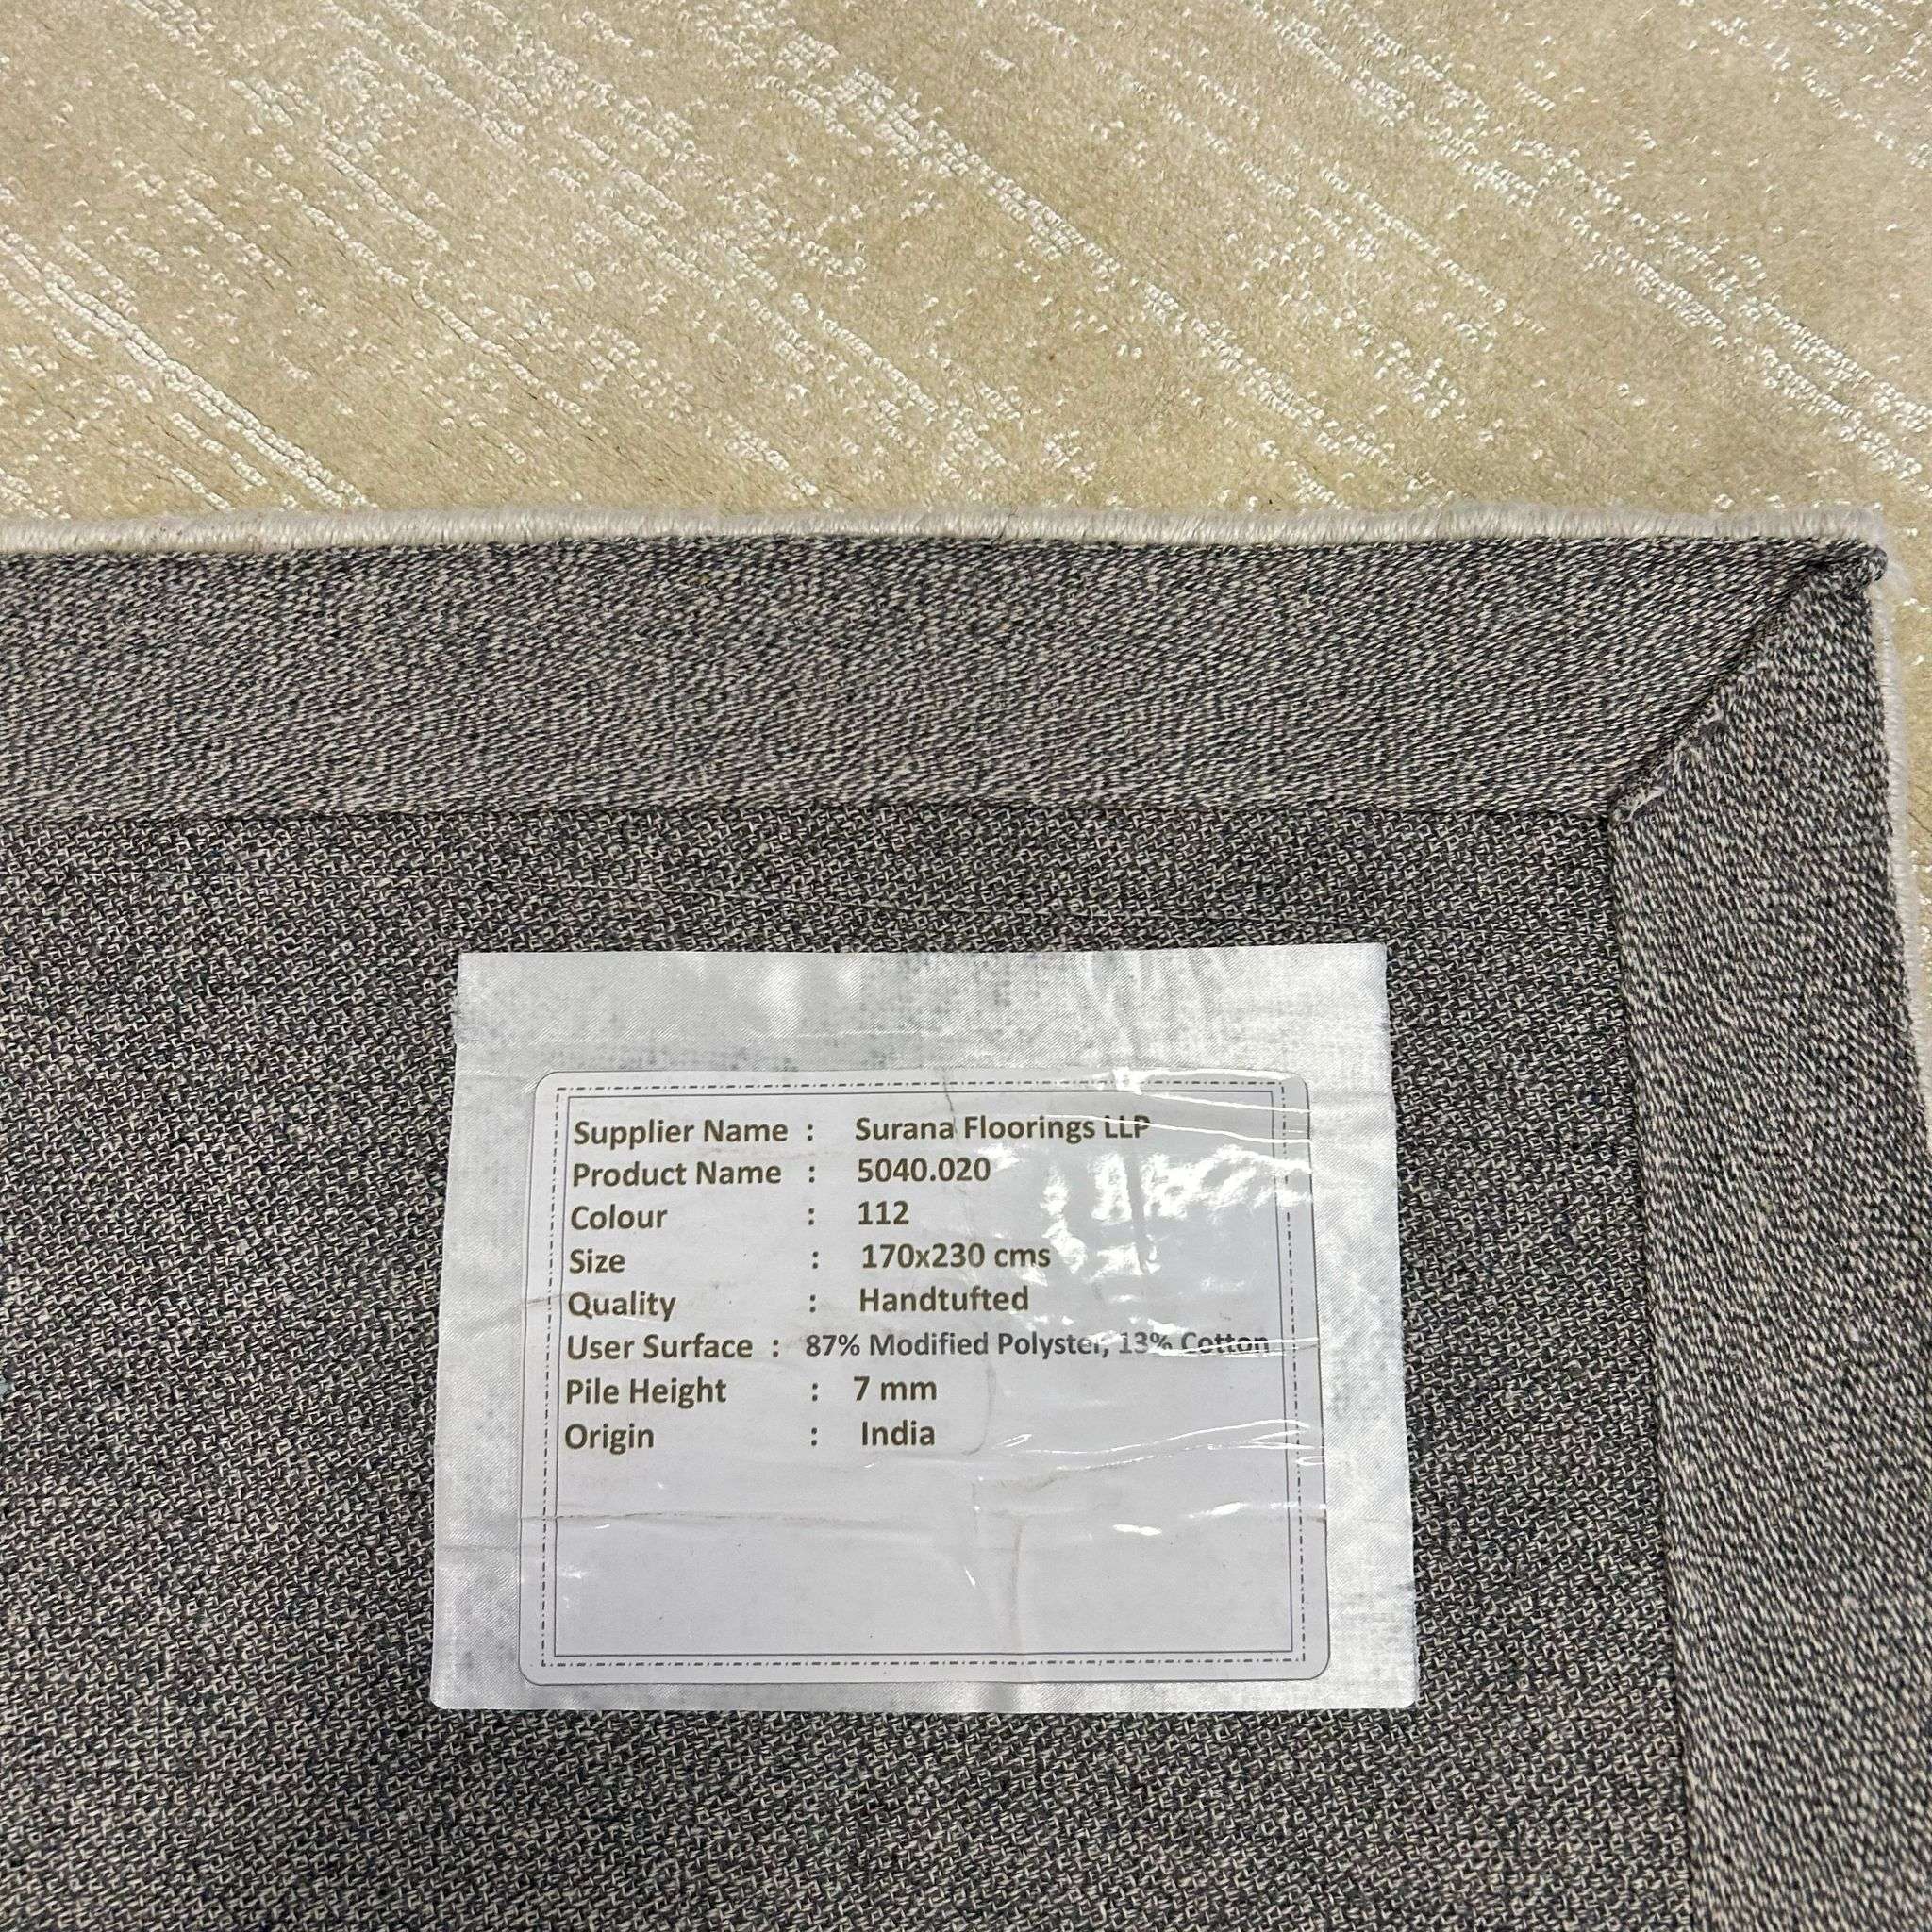 Supplier Name : Surana Floorings LLP
Product Name : 5040.020
Colour : 112
Size : 170x230 cms
Quality : Handtufted
User Surface : 87% Modified Polyster, 13% Cotton
Pile Height : 7 mm
Origin : India